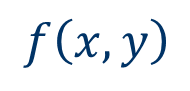 f(x, y)